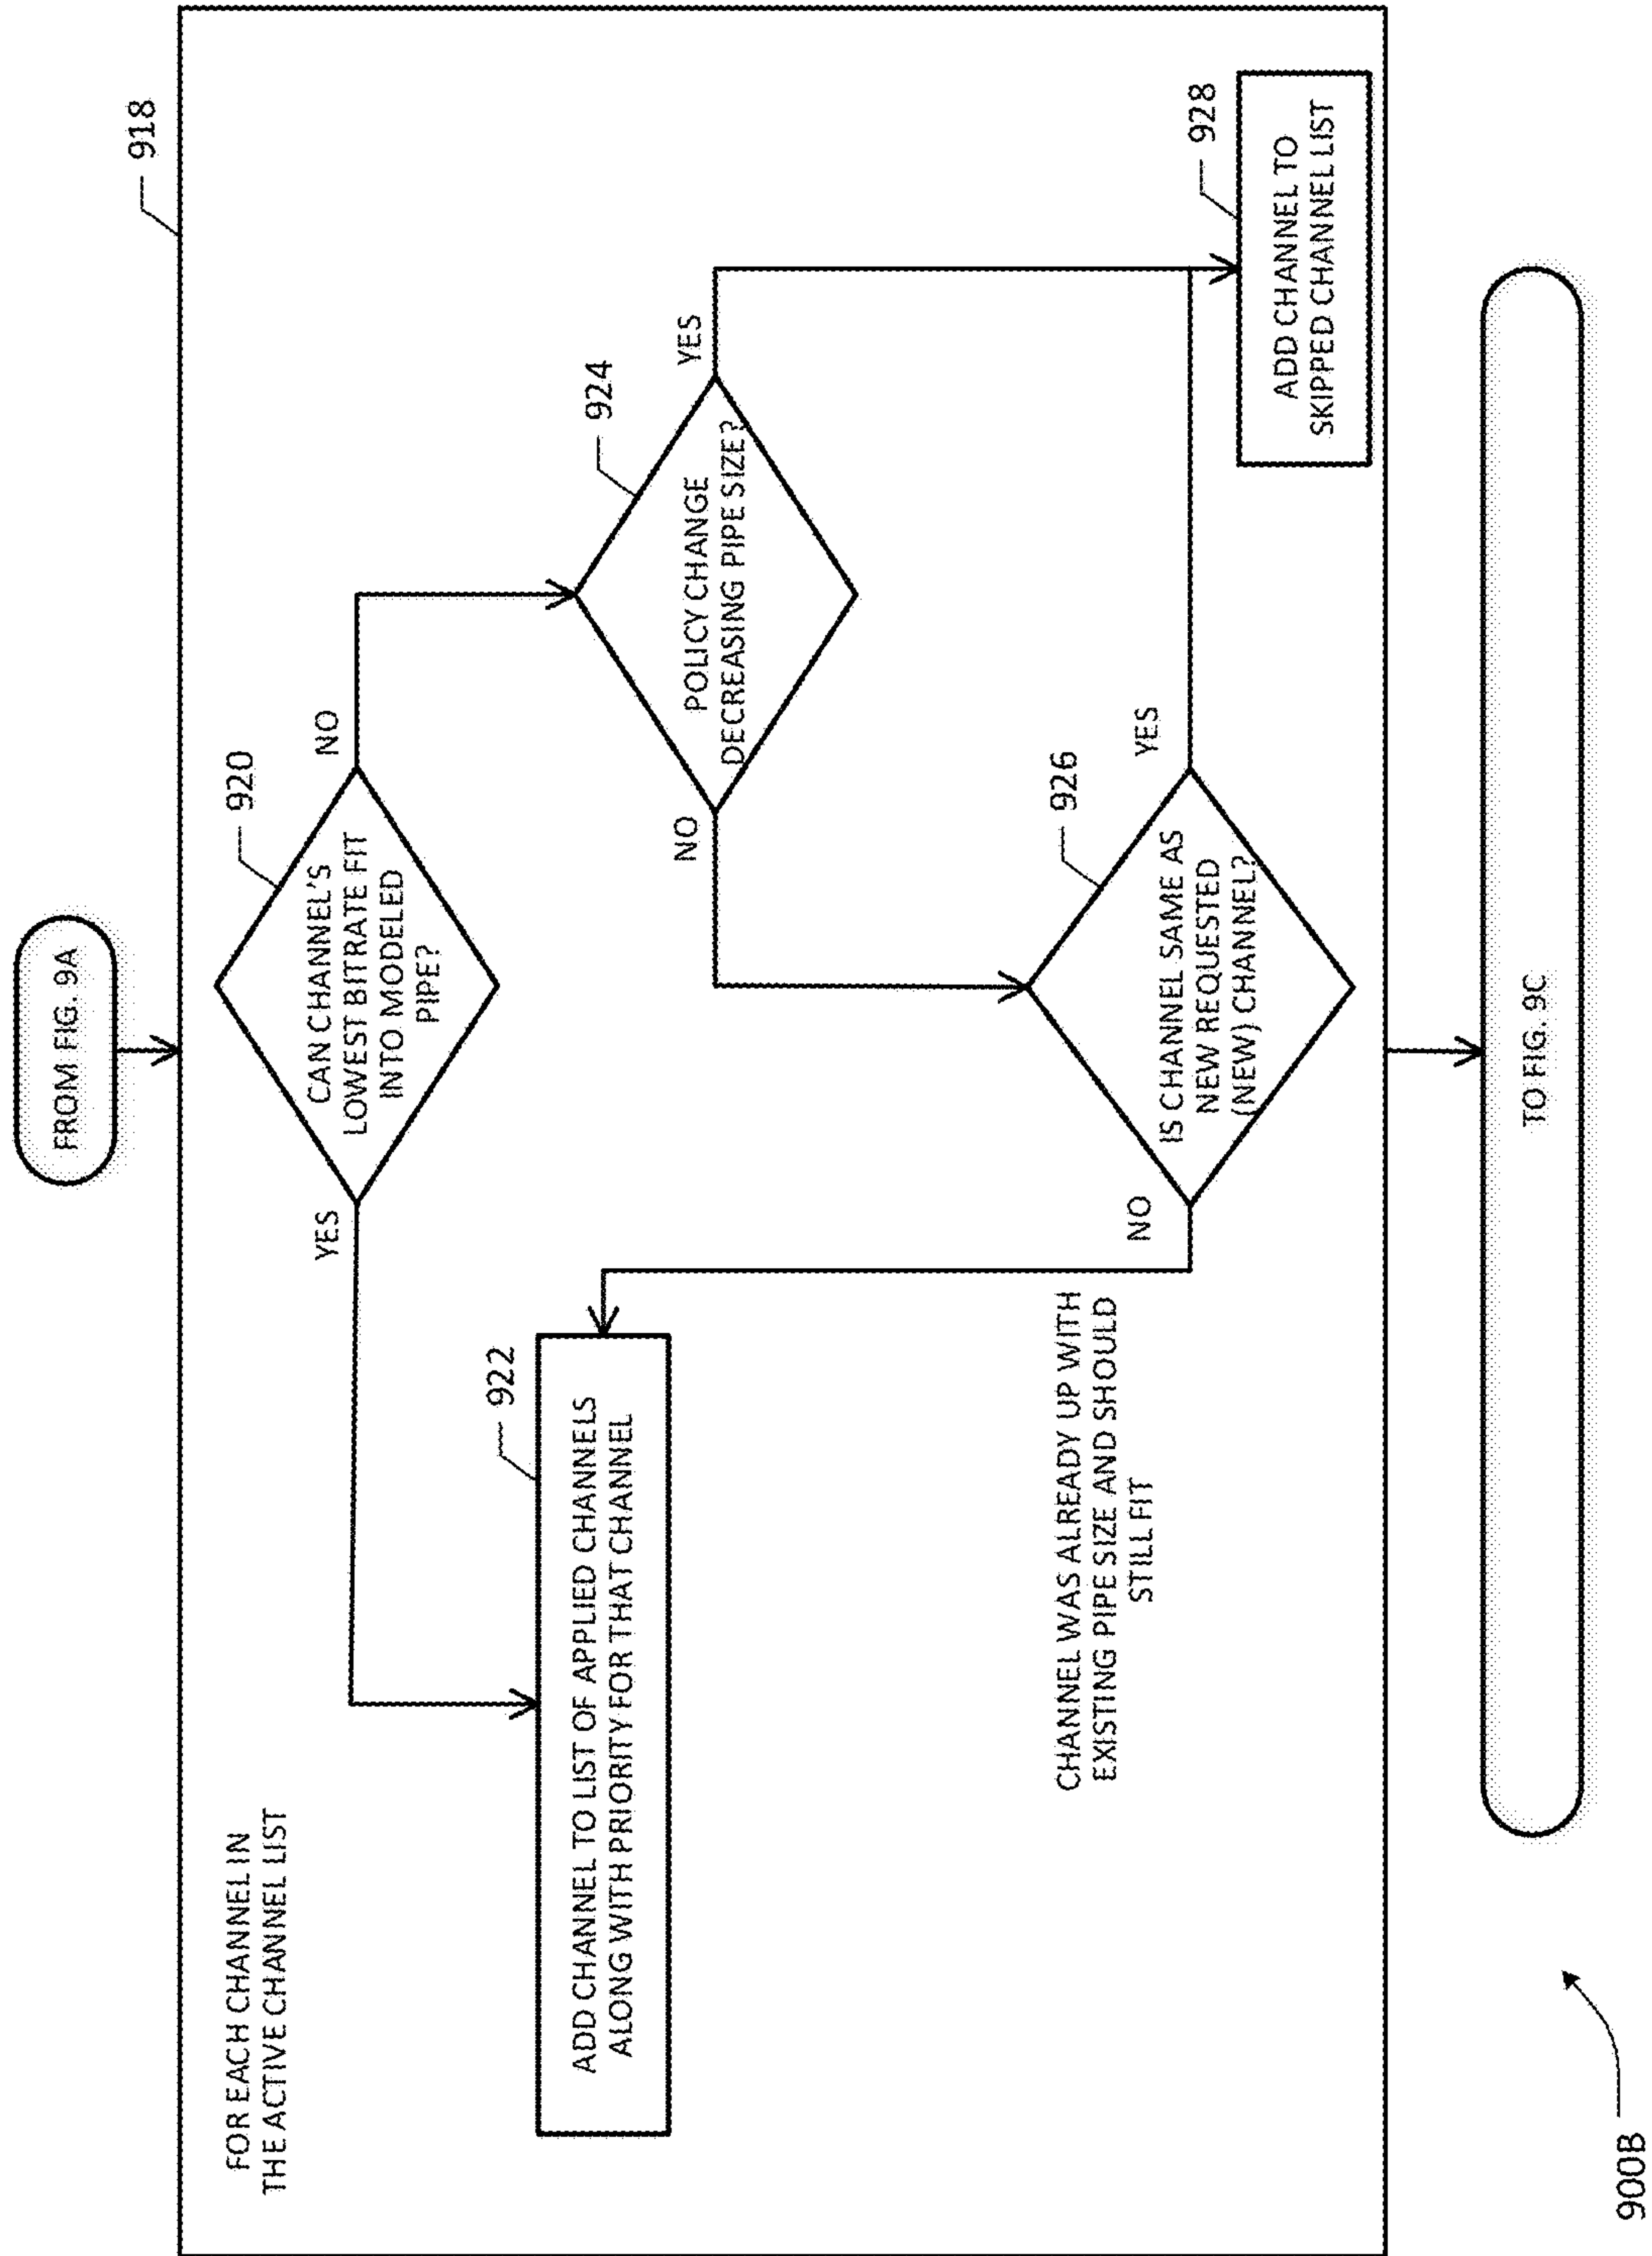 FROM FIG. 9A
918
FOR EACH CHANNEL IN
THE ACTIVE CHANNEL LIST
920
CAN CHANNEL'S
LOWEST BITRATE FIT
INTO MODELED
PIPE?
YES
NO
922
ADD CHANNEL TO LIST OF APPLIED CHANNELS
ALONG WITH PRIORITY FOR THAT CHANNEL
924
POLICY CHANGE
DECREASING PIPE SIZE?
NO
YES
926
IS CHANNEL SAME AS
NEW REQUESTED
(NEW) CHANNEL?
NO
YES
CHANNEL WAS ALREADY UP WITH
EXISTING PIPE SIZE AND SHOULD
STILL FIT
928
ADD CHANNEL TO
SKIPPED CHANNEL LIST
TO FIG. 9C
900B